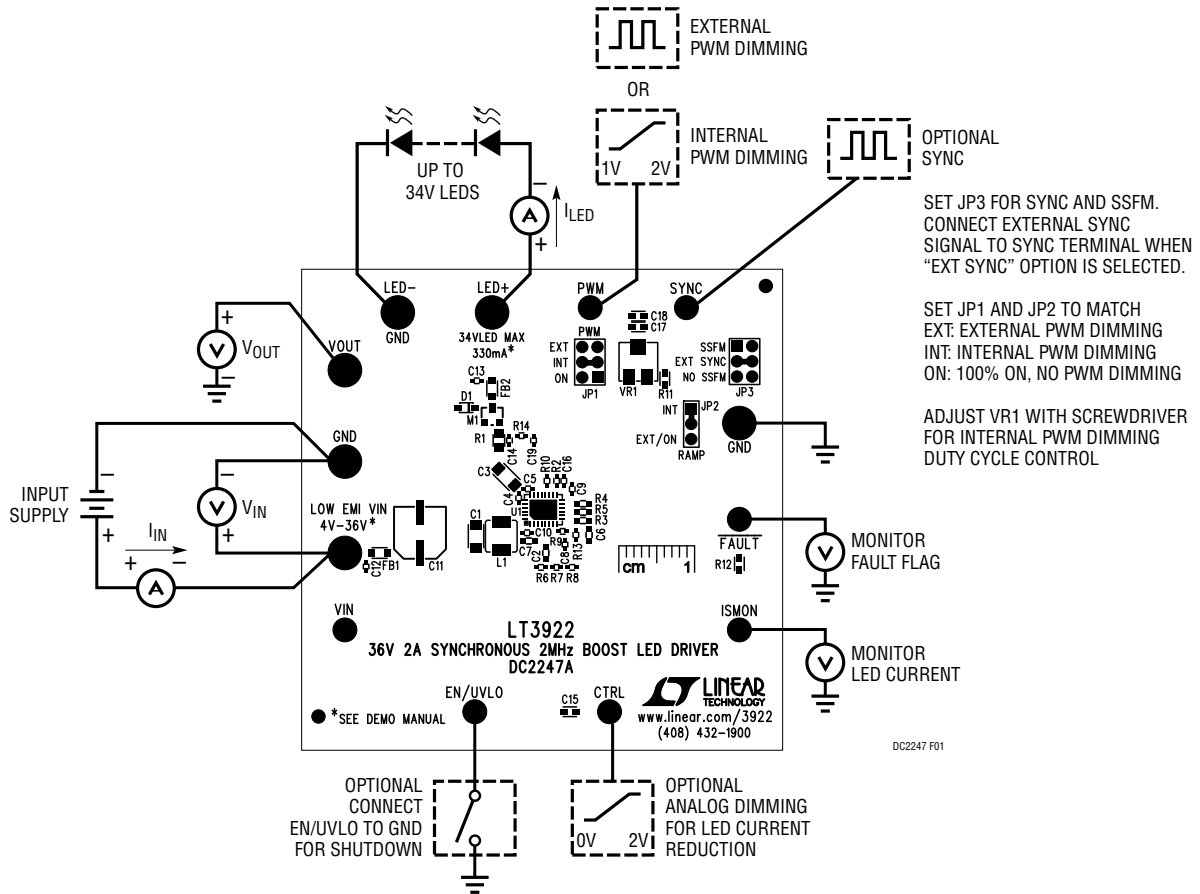 EXTERNAL
PWM DIMMING
OR
INTERNAL
PWM DIMMING
1V 2V
OPTIONAL
SYNC
UP TO
34V LEDS
A
ILED
−
+
SET JP3 FOR SYNC AND SSFM.
CONNECT EXTERNAL SYNC
SIGNAL TO SYNC TERMINAL WHEN
“EXT SYNC” OPTION IS SELECTED.
SET JP1 AND JP2 TO MATCH
EXT: EXTERNAL PWM DIMMING
INT: INTERNAL PWM DIMMING
ON: 100% ON, NO PWM DIMMING
ADJUST VR1 WITH SCREWDRIVER
FOR INTERNAL PWM DIMMING
DUTY CYCLE CONTROL
LED-
GND
LED+
34VLED MAX
330mA*
PWM
SYNC
C18
C17
PWM
EXT
INT
ON
JP1
VR1
R11
SSFM
EXT SYNC
NO SSFM
JP3
JP2
INT
EXT/ON
RAMP
GND
+
V
VOUT
−
VOUT
GND
C13
FB2
D1
M1
R1
R14
C14
C19
C3
C4
C5
R10
R2
C16
C9
U1
R4
R5
R3
C6
C1
L1
C10
C7
C2
R9
C8
R13
R6 R7 R8
cm 1
INPUT
SUPPLY
−
+
−
V
VIN
+
IIN
+
−
A
LOW EMI VIN
4V-36V*
C12
FB1
C11
VIN
FAULT
R12
V
MONITOR
FAULT FLAG
ISMON
V
MONITOR
LED CURRENT
LT3922
36V 2A SYNCHRONOUS 2MHz BOOST LED DRIVER
DC2247A
EN/UVLO
C15
CTRL
LINEAR
TECHNOLOGY
www.linear.com/3922
(408) 432-1900
*SEE DEMO MANUAL
DC2247 F01
OPTIONAL
CONNECT
EN/UVLO TO GND
FOR SHUTDOWN
0V 2V
OPTIONAL
ANALOG DIMMING
FOR LED CURRENT
REDUCTION